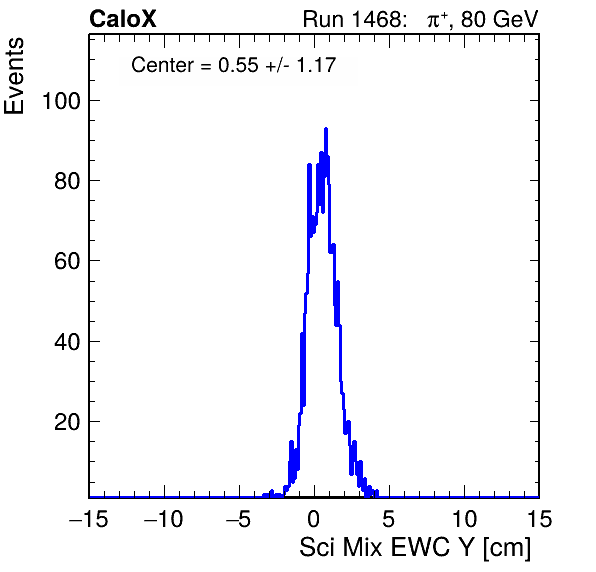 CaloX Run 1468: π⁺, 80 GeV
Center = 0.55 +/- 1.17
Events
100
80
60
40
20
−15 −10 −5 0 5 10 15
Sci Mix EWC Y [cm]